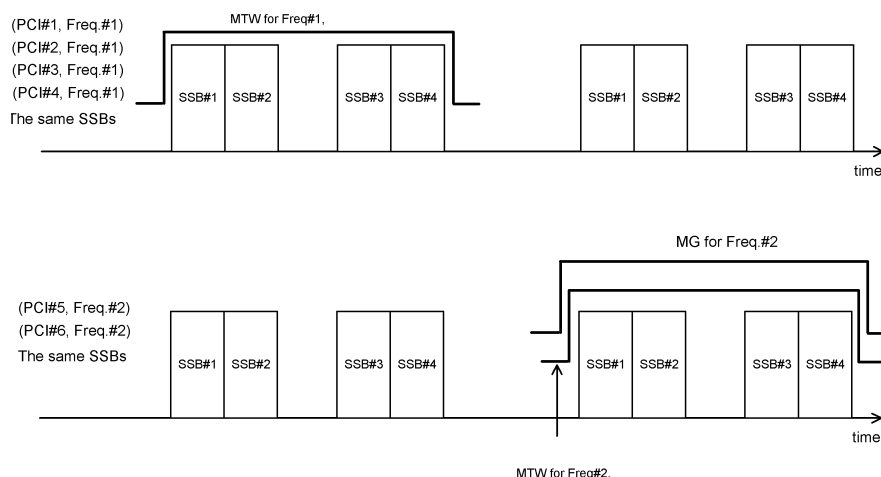 MTW for Freq#1,
(PCI#1, Freq.#1)
(PCI#2, Freq.#1)
(PCI#3, Freq.#1)
(PCI#4, Freq.#1)
The same SSBs
SSB#1 SSB#2 SSB#3 SSB#4 SSB#1 SSB#2 SSB#3 SSB#4
time
MG for Freq.#2
(PCI#5, Freq.#2)
(PCI#6, Freq.#2)
The same SSBs
SSB#1 SSB#2 SSB#3 SSB#4 SSB#1 SSB#2 SSB#3 SSB#4
time
MTW for Freq#2,